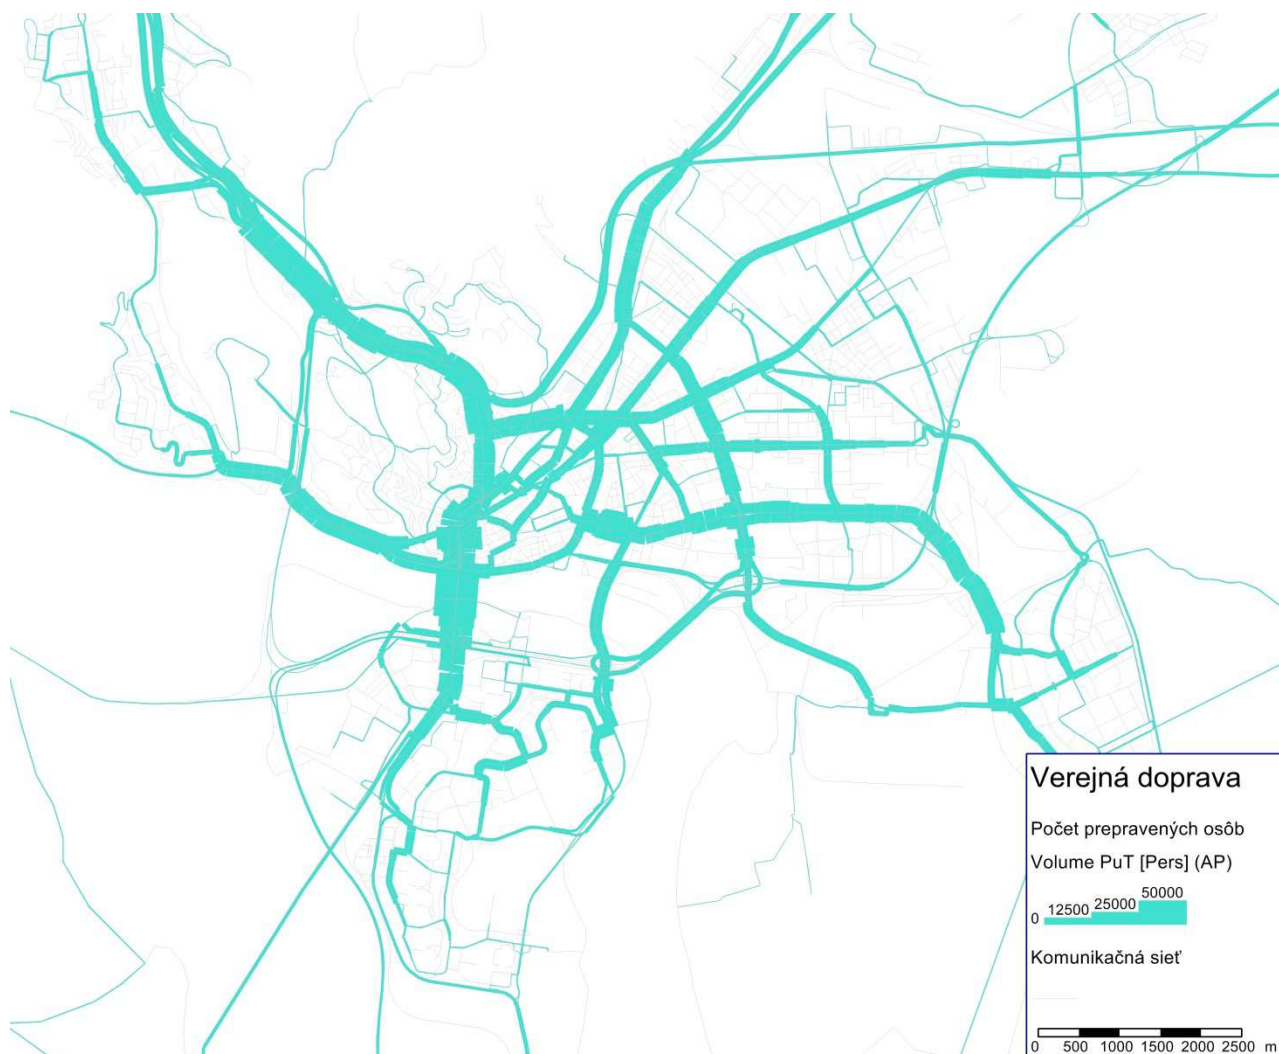 Verejná doprava
Počet prepravených osôb
Volume PuT [Pers] (AP)
0 12500 25000 50000
Komunikačná sieť
0 500 1000 1500 2000 2500 m